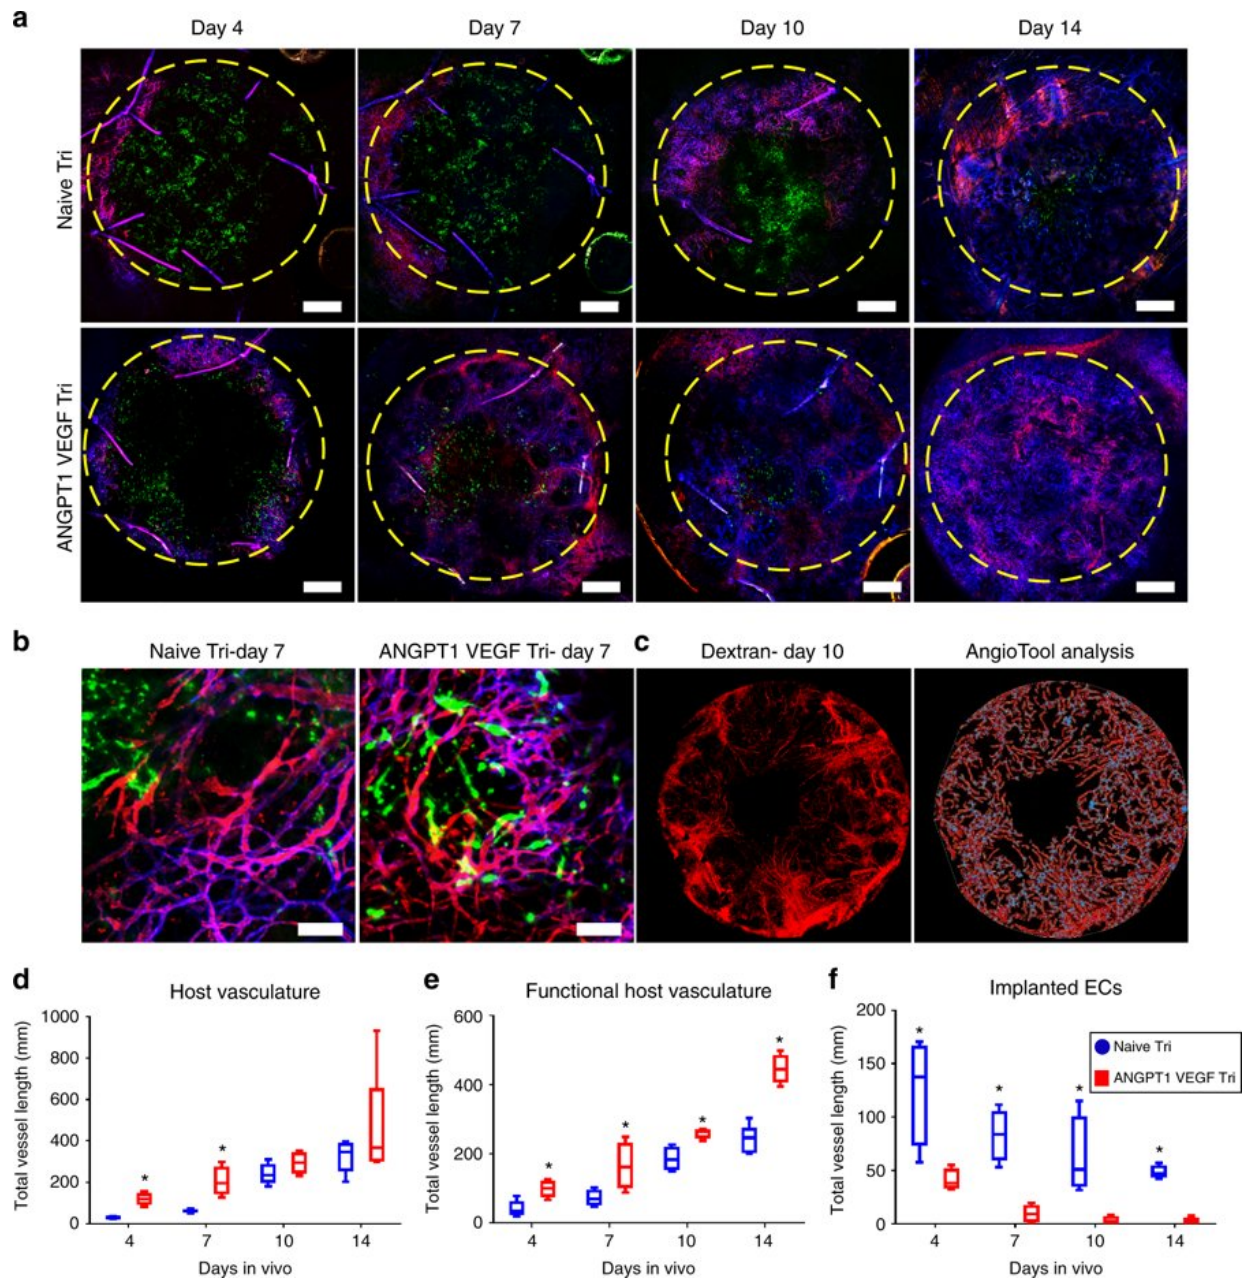 a
Day 4
Day 7
Day 10
Day 14
Naive Tri
ANGPT1 VEGF Tri
b
Naive Tri-day 7
ANGPT1 VEGF Tri- day 7
c
Dextran- day 10
AngioTool analysis
d
Host vasculature
Total vessel length (mm)
1000
800
600
400
200
0
*
*
4
7
10
14
Days in vivo
e
Functional host vasculature
Total vessel length (mm)
600
400
200
0
*
*
*
*
4
7
10
14
Days in vivo
f
Implanted ECs
Total vessel length (mm)
200
150
100
50
0
*
*
*
*
Naive Tri
ANGPT1 VEGF Tri
4
7
10
14
Days in vivo